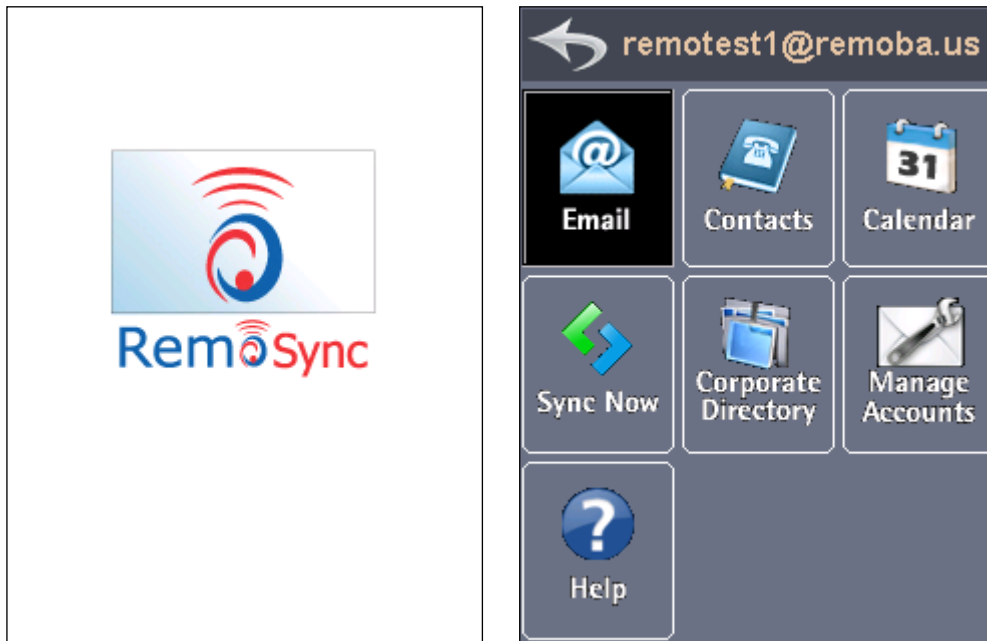 RemoSync
remotest1@remoba.us
31
Email
Contacts
Calendar
Sync Now
Corporate
Directory
Manage
Accounts
?
Help